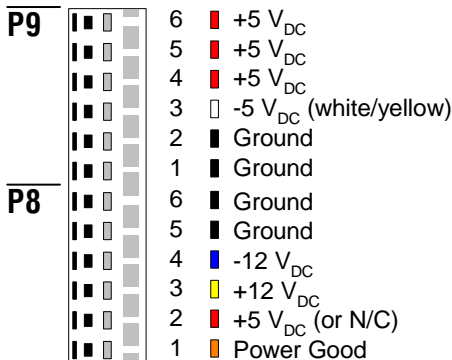 P9
6 +5 VDC
5 +5 VDC
4 +5 VDC
3 -5 VDC (white/yellow)
2 Ground
1 Ground
P8
6 Ground
5 Ground
4 -12 VDC
3 +12 VDC
2 +5 VDC (or N/C)
1 Power Good